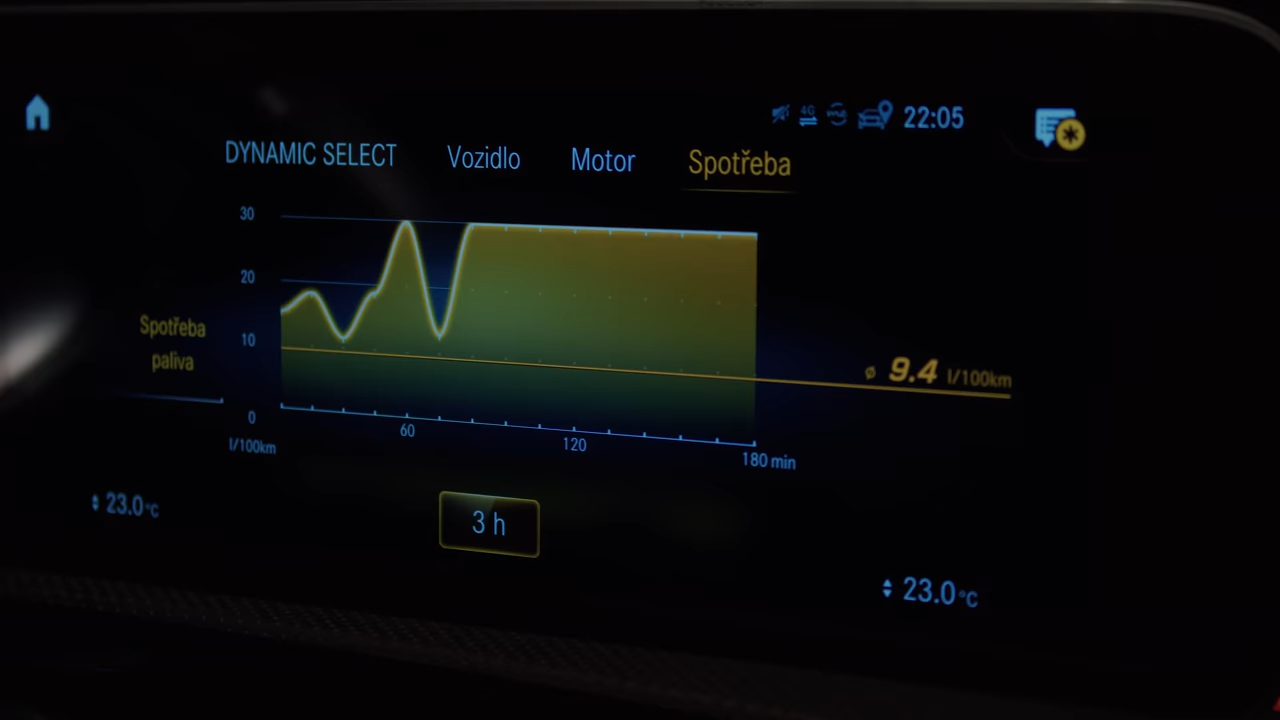 4G
22:05
DYNAMIC SELECT Vozidlo Motor Spotřeba
30
20
10
0
l/100km
Spotřeba
paliva
60 120 180 min
ø 9.4 l/100km
23.0°C
3 h
23.0°C